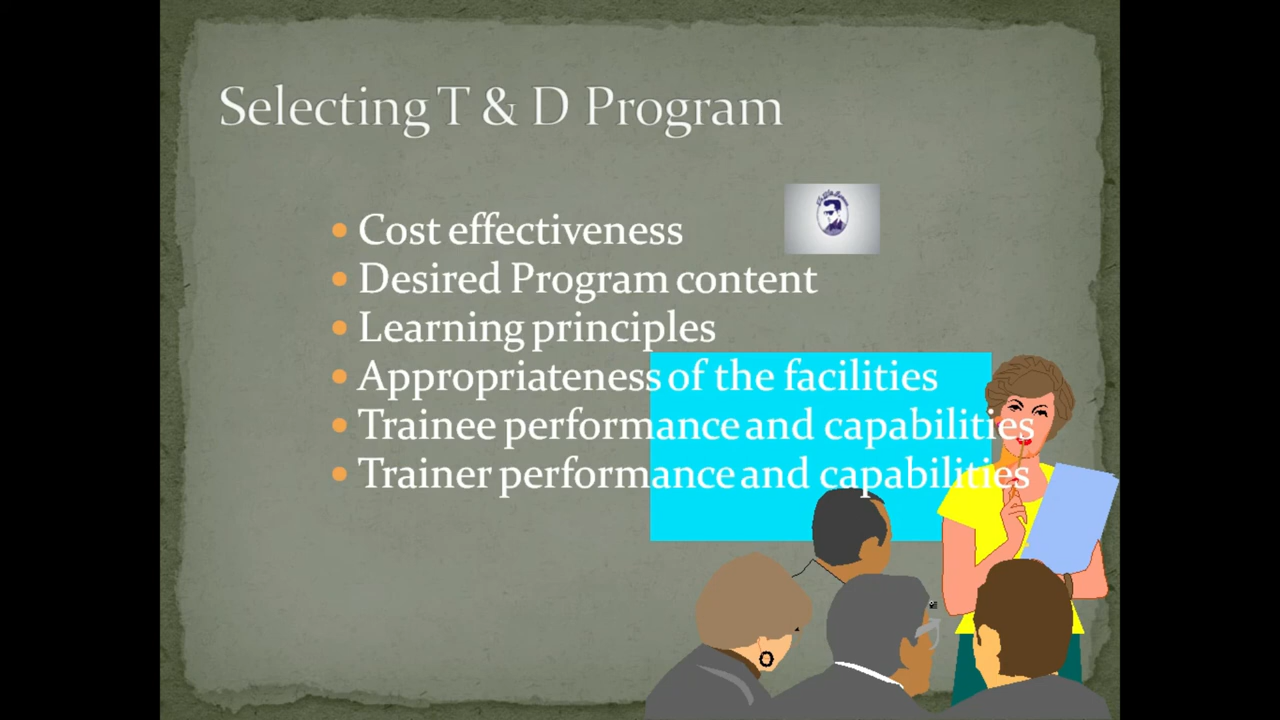 Selecting T & D Program
• Cost effectiveness
• Desired Program content
• Learning principles
• Appropriateness of the facilities
• Trainee performance and capabilities
• Trainer performance and capabilities